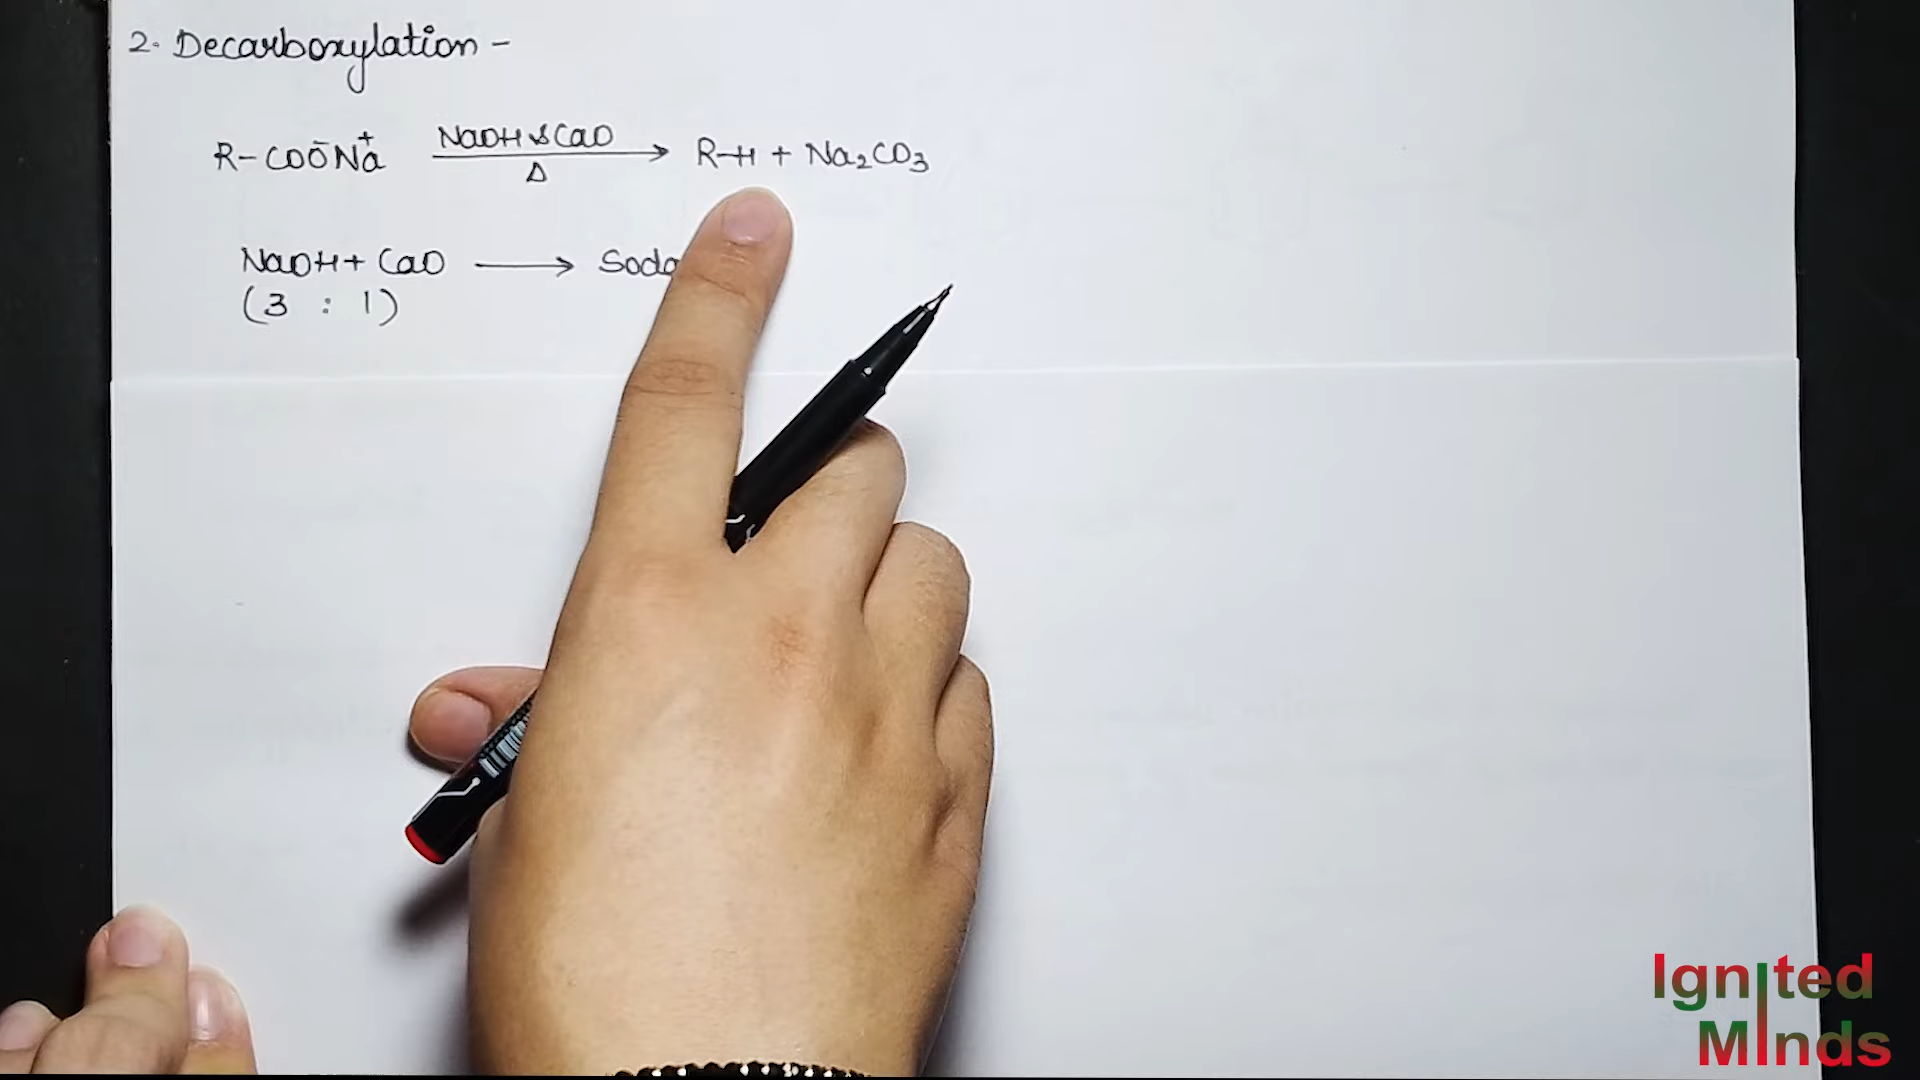 2. Decarboxylation -
R-COO⁻Na⁺ NaOH & CaO Δ → R-H + Na₂CO₃
NaOH + CaO → Soda
(3 : 1)
Ignited
Minds